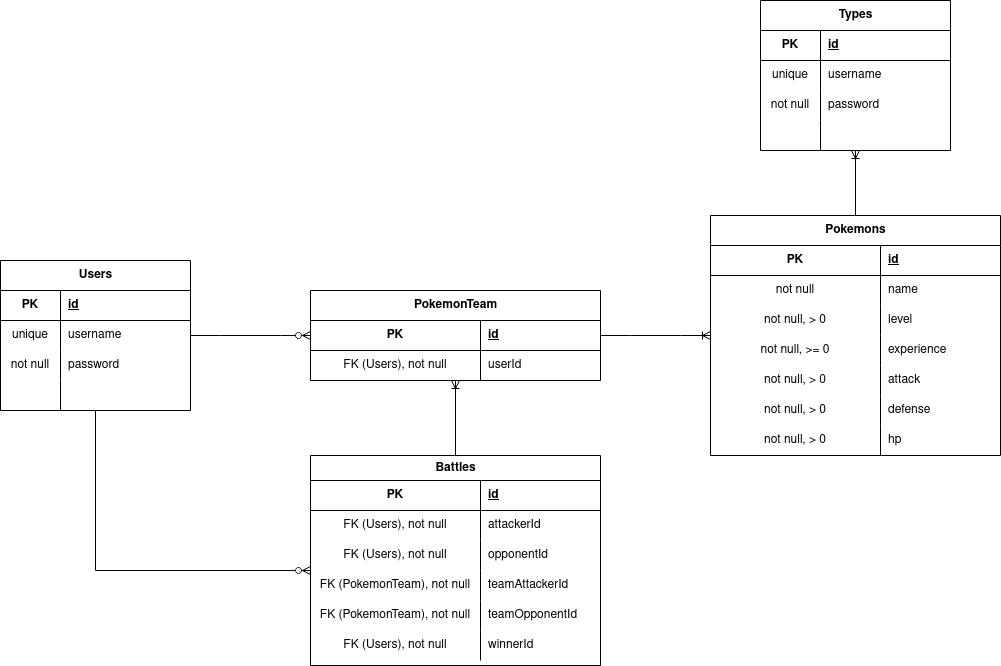 Types
PK id
unique username
not null password
Pokemons
PK id
not null name
not null, > 0 level
not null, >= 0 experience
not null, > 0 attack
not null, > 0 defense
not null, > 0 hp
Users
PK id
unique username
not null password
PokemonTeam
PK id
FK (Users), not null userId
Battles
PK id
FK (Users), not null attackerId
FK (Users), not null opponentId
FK (PokemonTeam), not null teamAttackerId
FK (PokemonTeam), not null teamOpponentId
FK (Users), not null winnerId